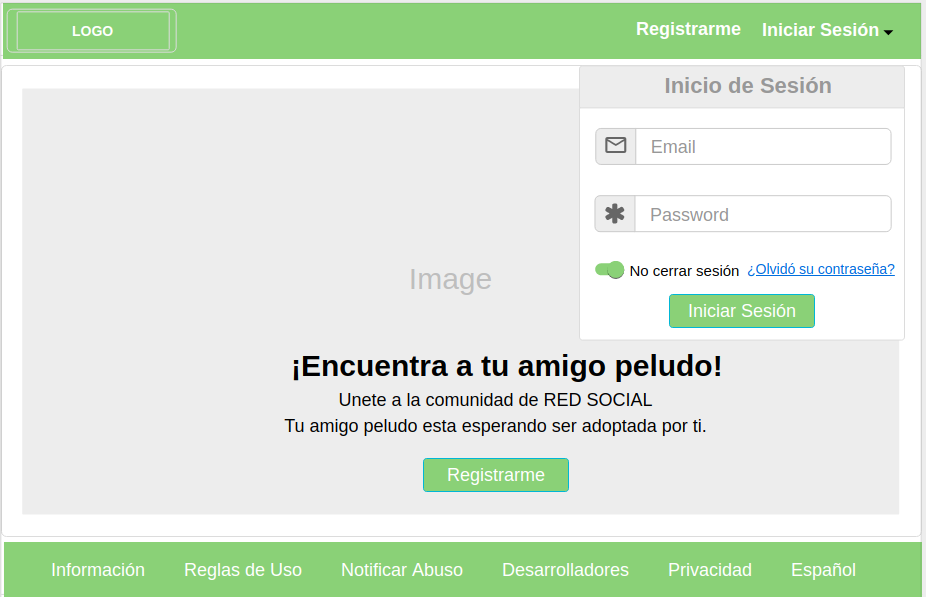 LOGO
Registrarme
Iniciar Sesión
Inicio de Sesión
Email
Password
No cerrar sesión
¿Olvidó su contraseña?
Iniciar Sesión
Image
¡Encuentra a tu amigo peludo!
Unete a la comunidad de RED SOCIAL
Tu amigo peludo esta esperando ser adoptada por ti.
Registrarme
Información
Reglas de Uso
Notificar Abuso
Desarrolladores
Privacidad
Español